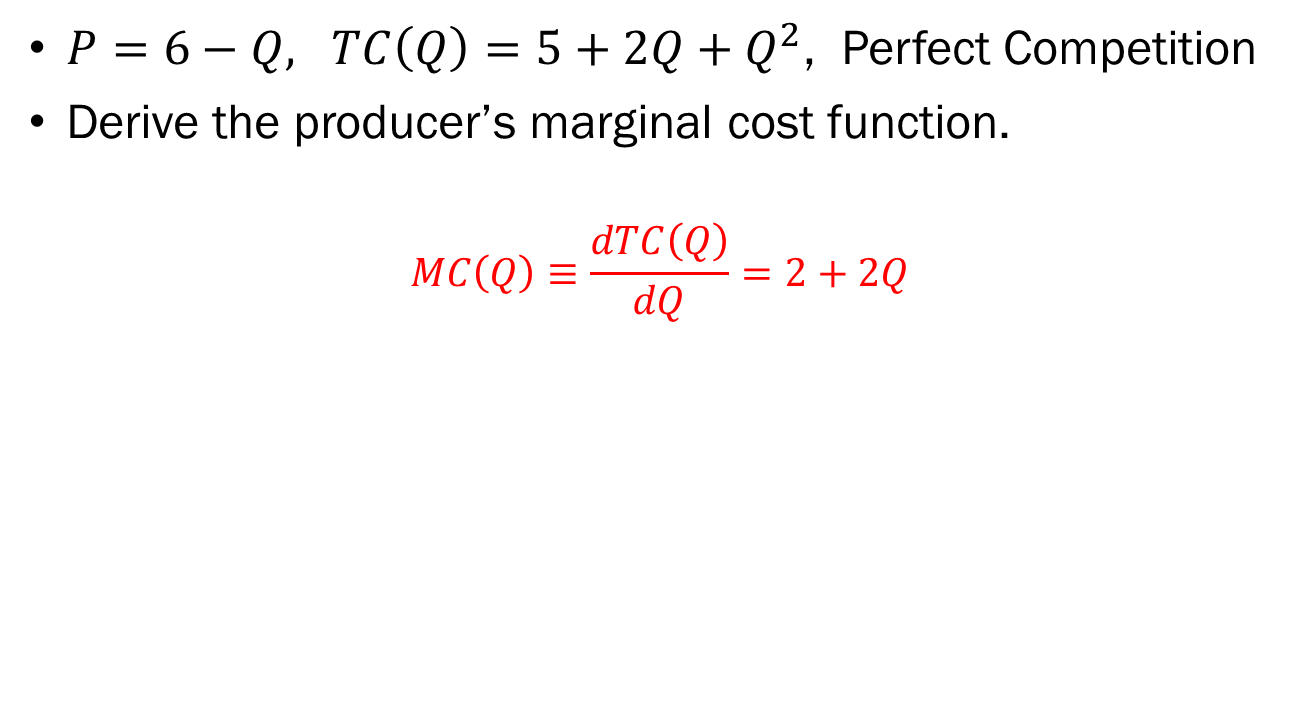 • P = 6 − Q, TC(Q) = 5 + 2Q + Q², Perfect Competition
• Derive the producer’s marginal cost function.
MC(Q) ≡ dTC(Q)/dQ = 2 + 2Q